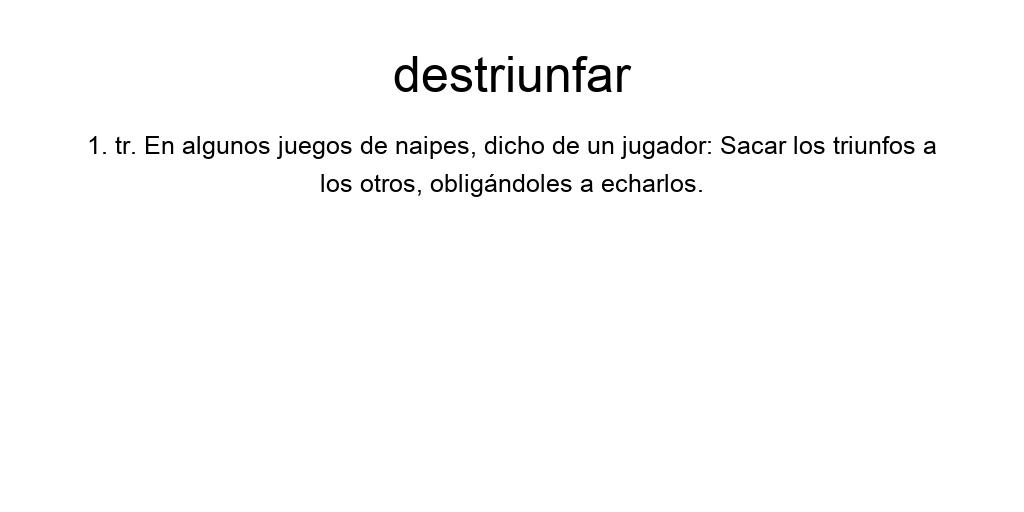 destriunfar
1. tr. En algunos juegos de naipes, dicho de un jugador: Sacar los triunfos a
los otros, obligándoles a echarlos.